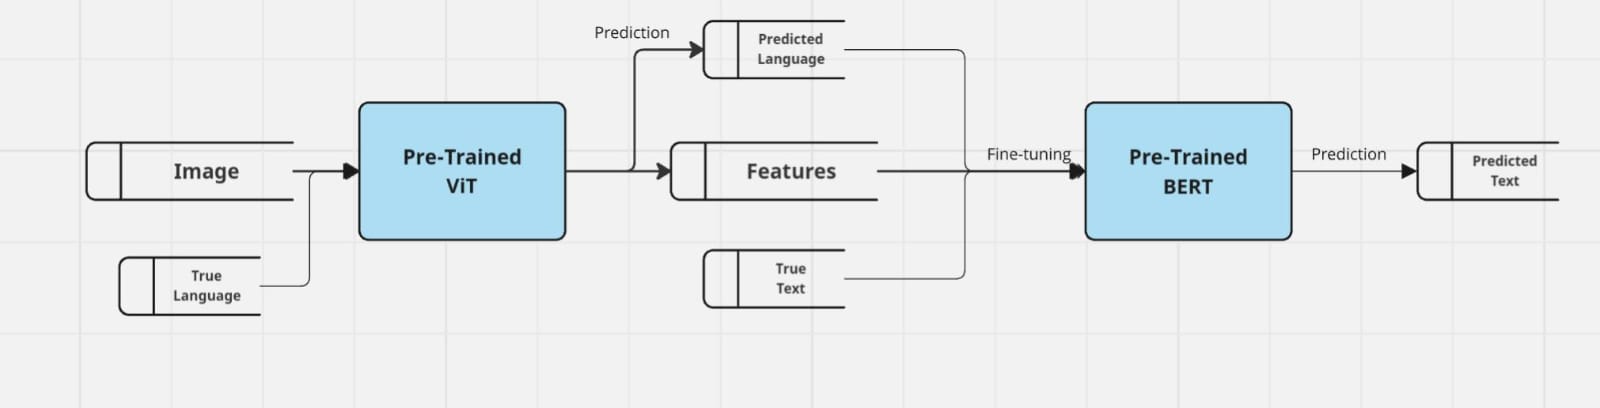 Prediction
Predicted
Language
Image
Pre-Trained
ViT
Features
Fine-tuning
Pre-Trained
BERT
Prediction
Predicted
Text
True
Language
True
Text